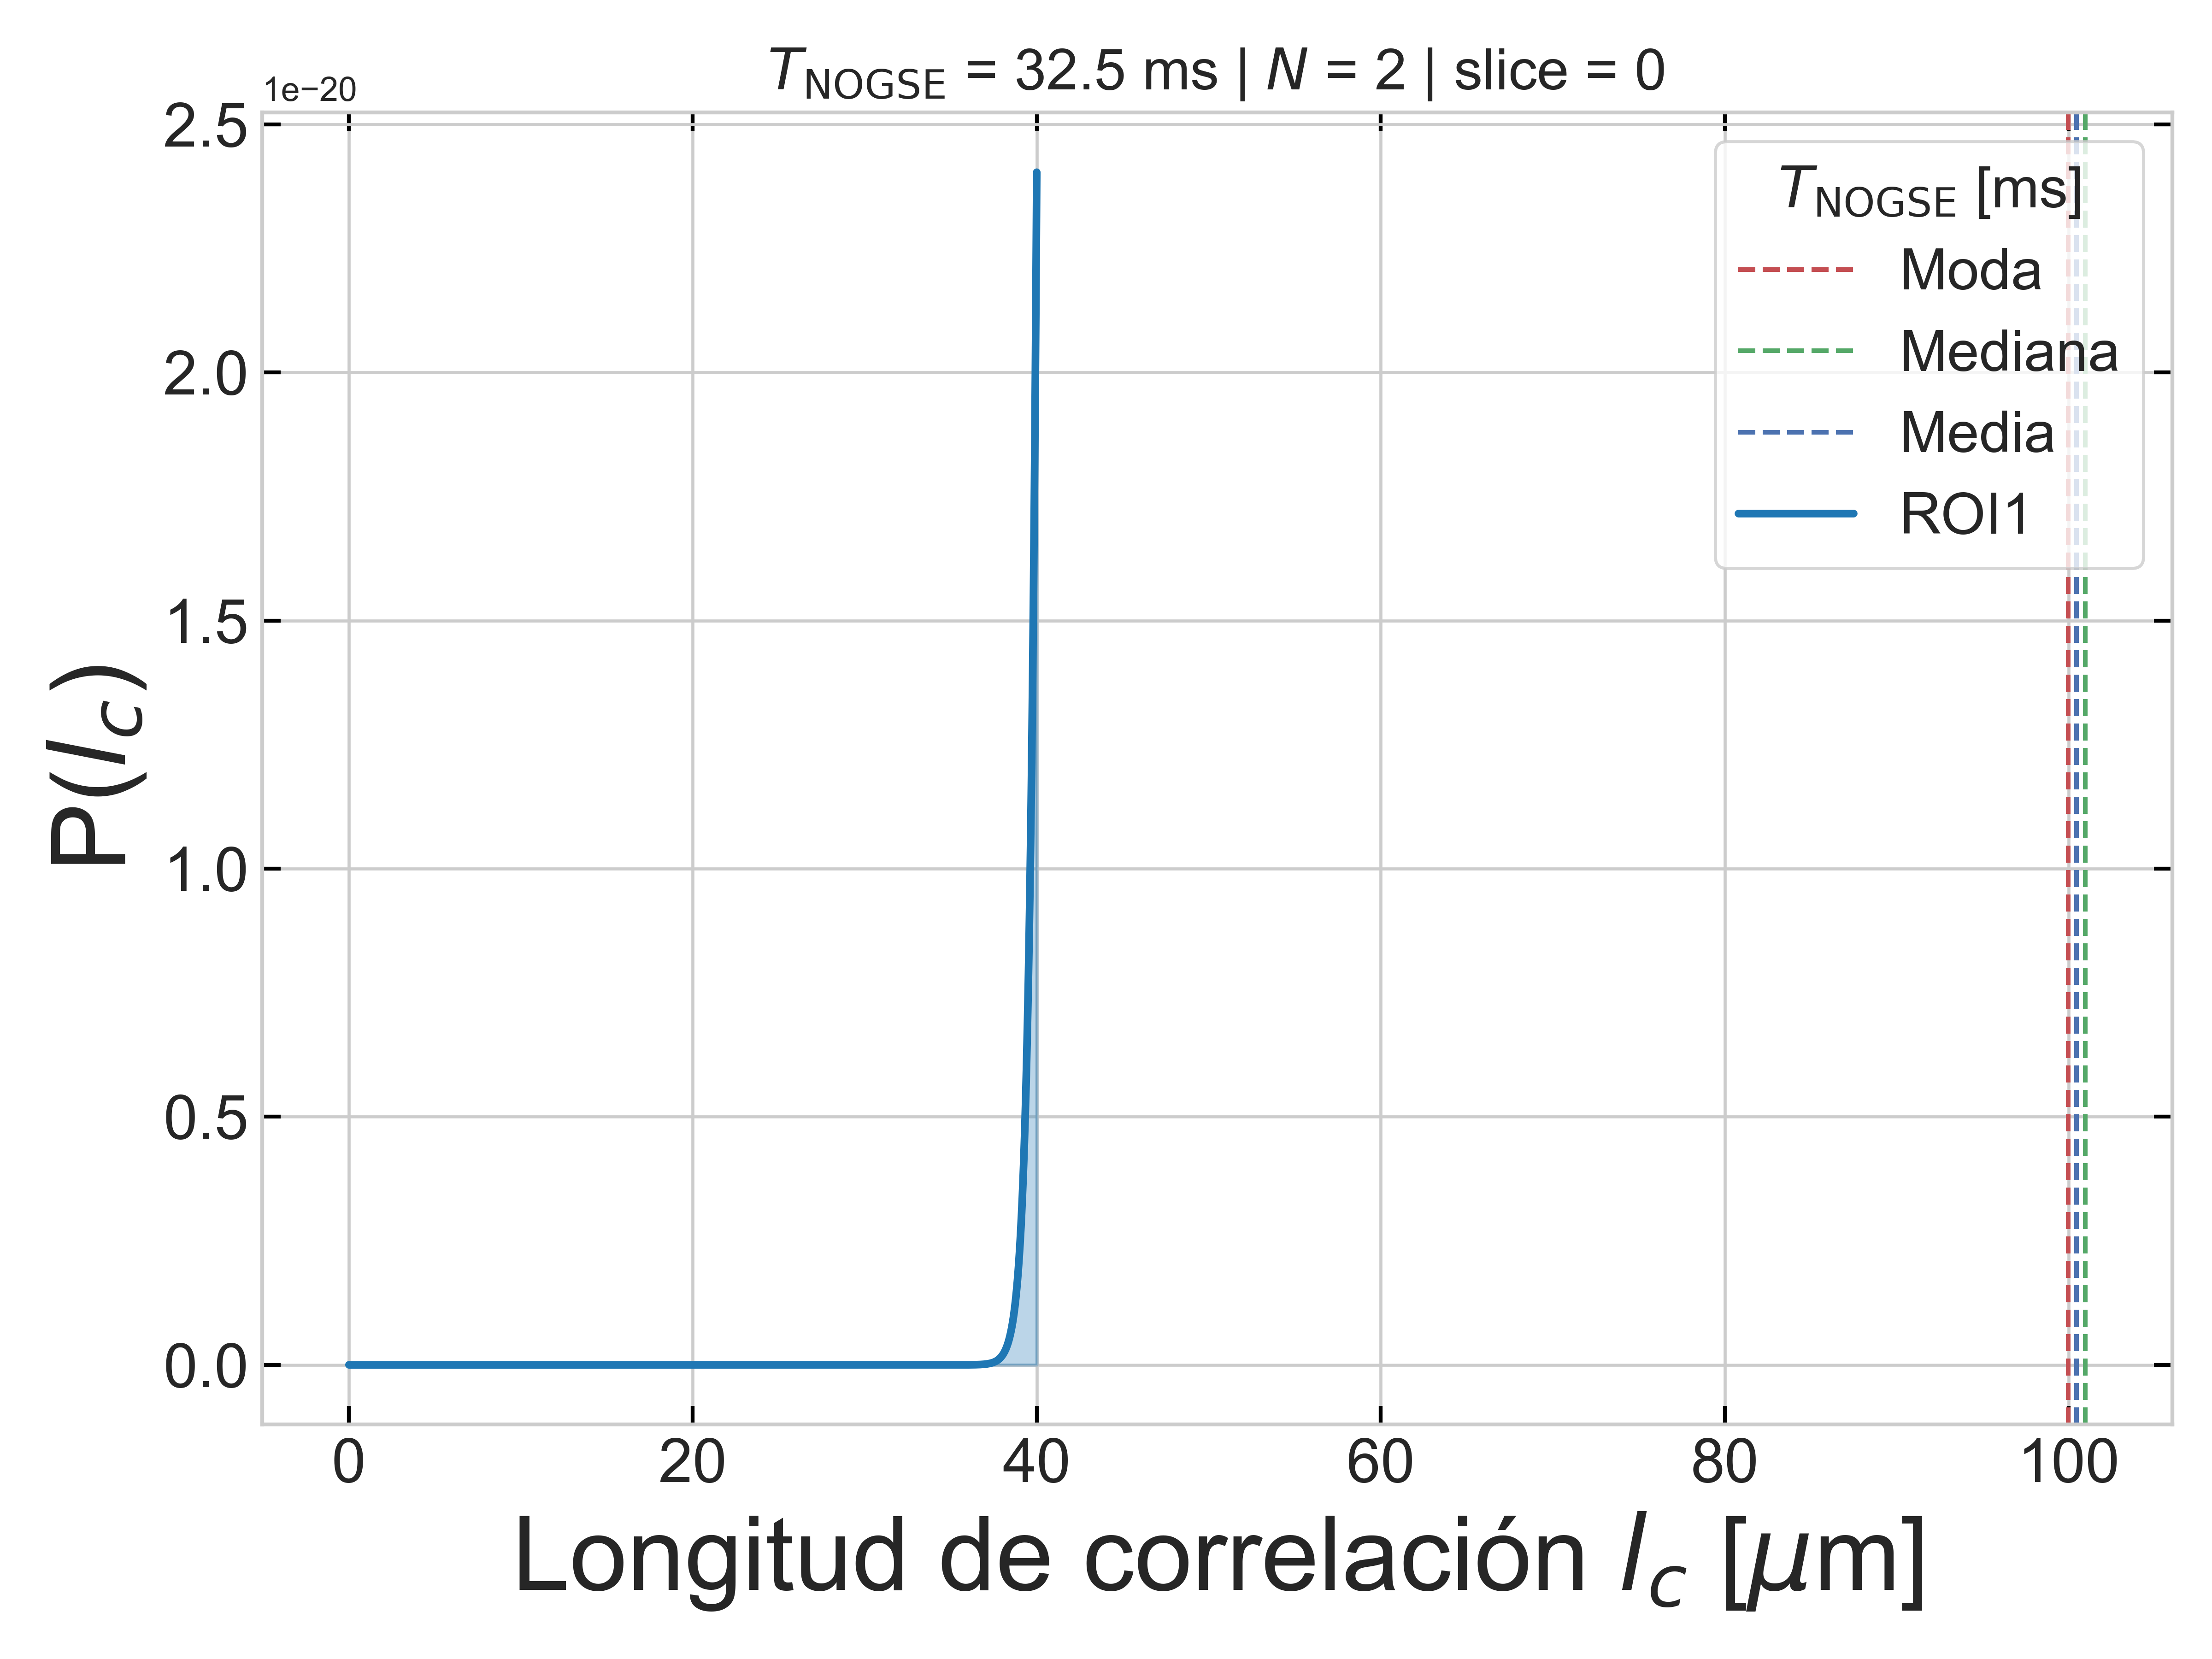 T_NOGSE = 32.5 ms | N = 2 | slice = 0
1e−20
2.5
2.0
1.5
1.0
0.5
0.0
P(l_c)
T_NOGSE [ms]
Moda
Mediana
Media
ROI1
0 20 40 60 80 100
Longitud de correlación l_c [μm]